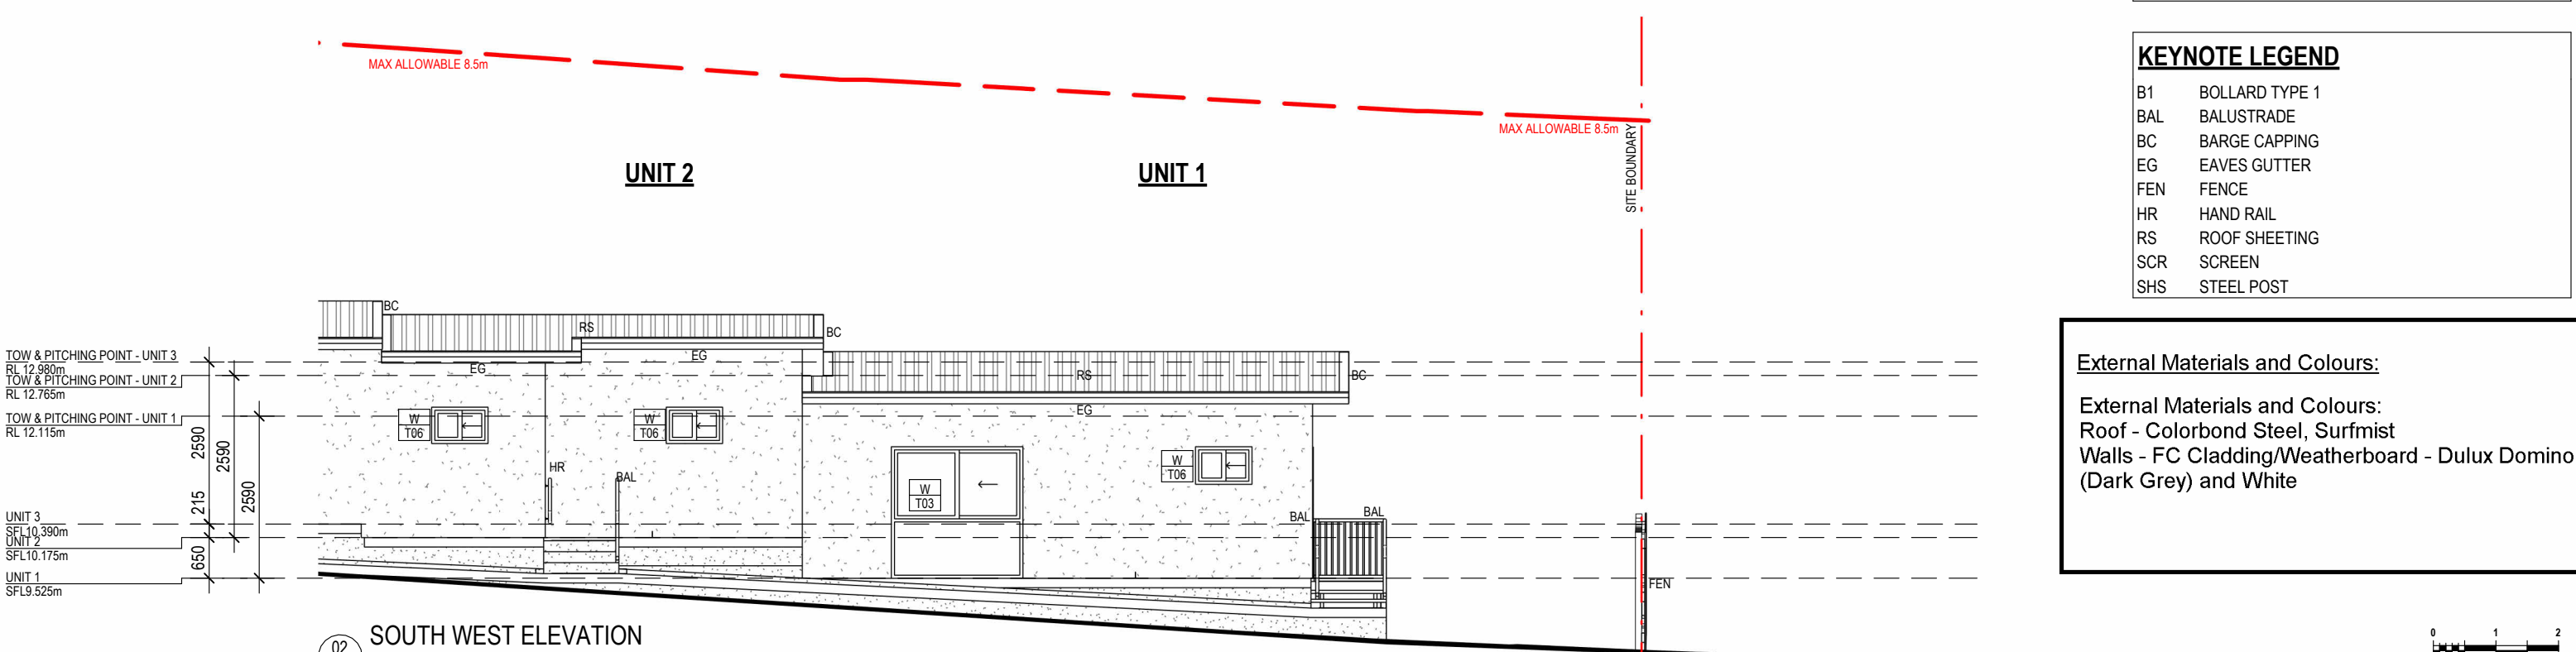 MAX ALLOWABLE 8.5m
MAX ALLOWABLE 8.5m
SITE BOUNDARY
UNIT 2
UNIT 1
BC
RS
BC
EG
EG
RS
BC
EG
TOW & PITCHING POINT - UNIT 3
RL 12.980m
TOW & PITCHING POINT - UNIT 2
RL 12.765m
TOW & PITCHING POINT - UNIT 1
RL 12.115m
2590
2590
2590
215
650
W
T06
W
T06
W
T06
W
T03
HR
BAL
BAL
BAL
FEN
UNIT 3
SFL10.390m
UNIT 2
SFL10.175m
UNIT 1
SFL9.525m
02
SOUTH WEST ELEVATION
KEYNOTE LEGEND
B1 BOLLARD TYPE 1
BAL BALUSTRADE
BC BARGE CAPPING
EG EAVES GUTTER
FEN FENCE
HR HAND RAIL
RS ROOF SHEETING
SCR SCREEN
SHS STEEL POST
External Materials and Colours:
External Materials and Colours:
Roof - Colorbond Steel, Surfmist
Walls - FC Cladding/Weatherboard - Dulux Domino
(Dark Grey) and White
0 1 2